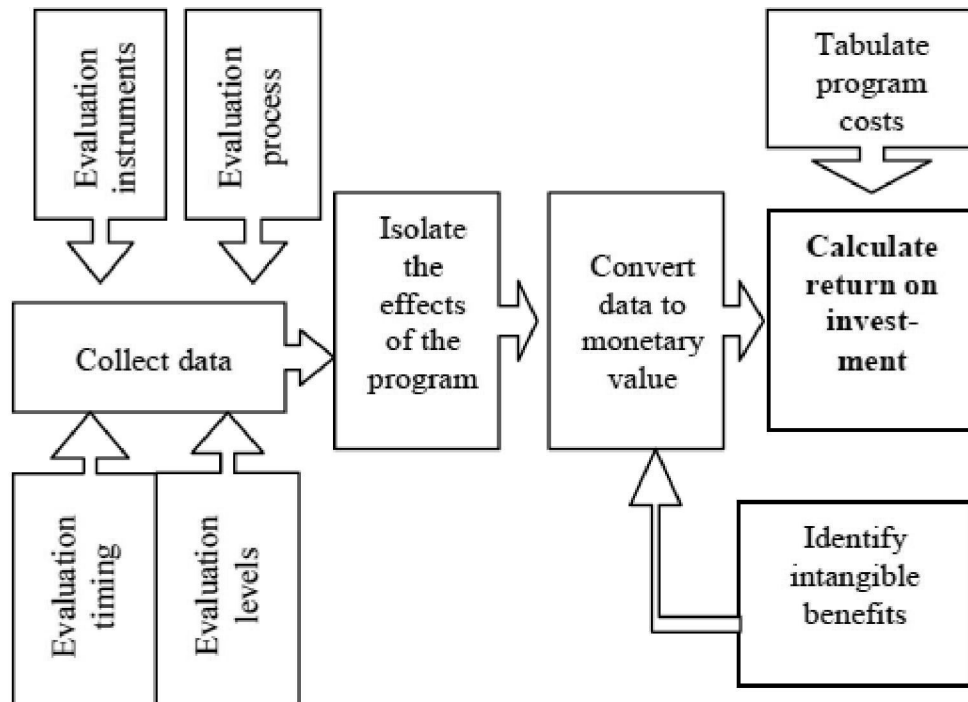 Evaluation
instruments
Evaluation
process
Tabulate
program
costs
Collect data
Isolate
the
effects
of the
program
Convert
data to
monetary
value
Calculate
return on
invest-
ment
Evaluation
timing
Evaluation
levels
Identify
intangible
benefits